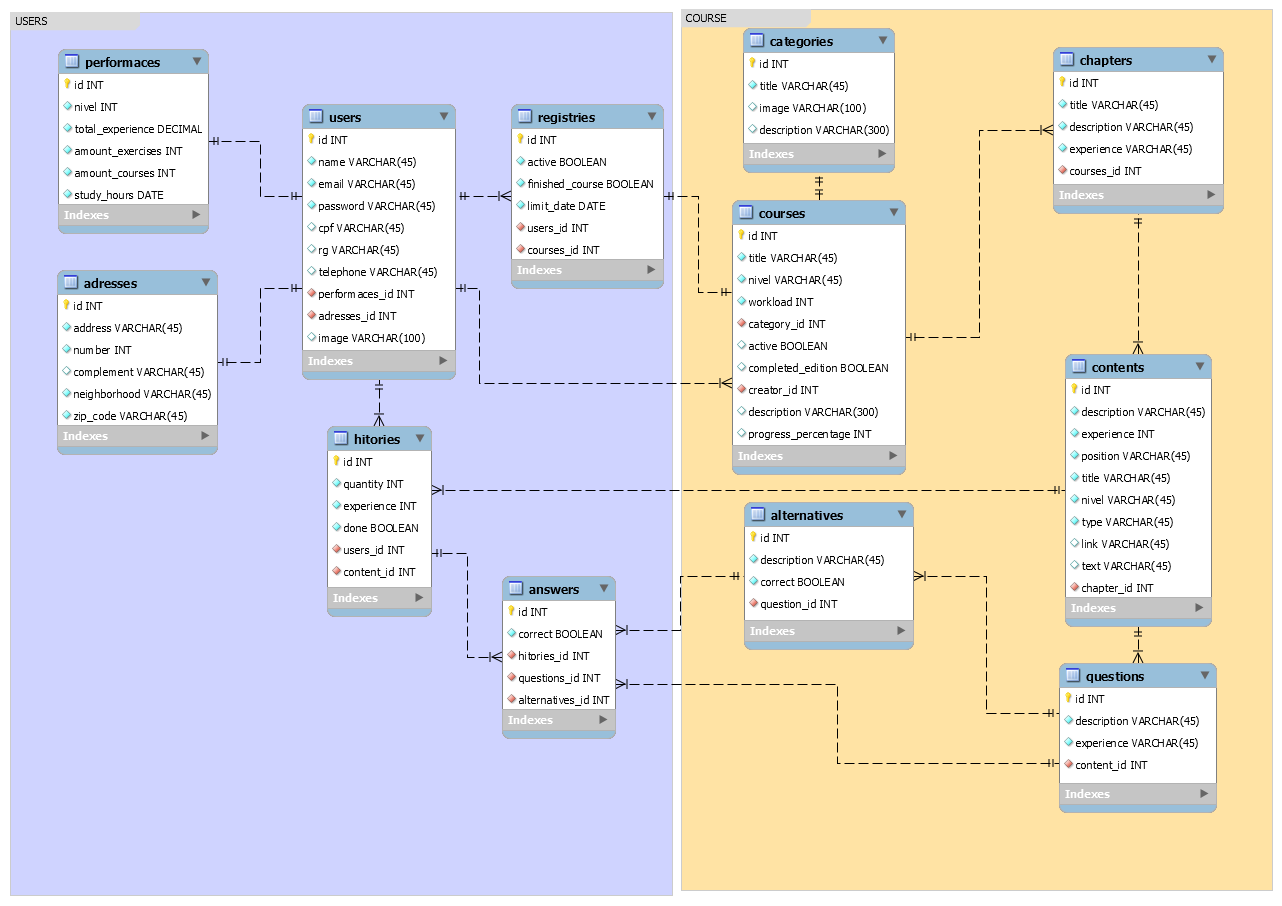 USERS
performaces
id INT
nivel INT
total_experience DECIMAL
amount_exercises INT
amount_courses INT
study_hours DATE
Indexes
adresses
id INT
address VARCHAR(45)
number INT
complement VARCHAR(45)
neighborhood VARCHAR(45)
zip_code VARCHAR(45)
Indexes
users
id INT
name VARCHAR(45)
email VARCHAR(45)
password VARCHAR(45)
cpf VARCHAR(45)
rg VARCHAR(45)
telephone VARCHAR(45)
performaces_id INT
adresses_id INT
image VARCHAR(100)
Indexes
registries
id INT
active BOOLEAN
finished_course BOOLEAN
limit_date DATE
users_id INT
courses_id INT
Indexes
hitories
id INT
quantity INT
experience INT
done BOOLEAN
users_id INT
content_id INT
Indexes
answers
id INT
correct BOOLEAN
hitories_id INT
questions_id INT
alternatives_id INT
Indexes
COURSE
categories
id INT
title VARCHAR(45)
image VARCHAR(100)
description VARCHAR(300)
Indexes
courses
id INT
title VARCHAR(45)
nivel VARCHAR(45)
workload INT
category_id INT
active BOOLEAN
completed_edition BOOLEAN
creator_id INT
description VARCHAR(300)
progress_percentage INT
Indexes
alternatives
id INT
description VARCHAR(45)
correct BOOLEAN
question_id INT
Indexes
chapters
id INT
title VARCHAR(45)
description VARCHAR(45)
experience VARCHAR(45)
courses_id INT
Indexes
contents
id INT
description VARCHAR(45)
experience INT
position VARCHAR(45)
title VARCHAR(45)
nivel VARCHAR(45)
type VARCHAR(45)
link VARCHAR(45)
text VARCHAR(45)
chapter_id INT
Indexes
questions
id INT
description VARCHAR(45)
experience VARCHAR(45)
content_id INT
Indexes